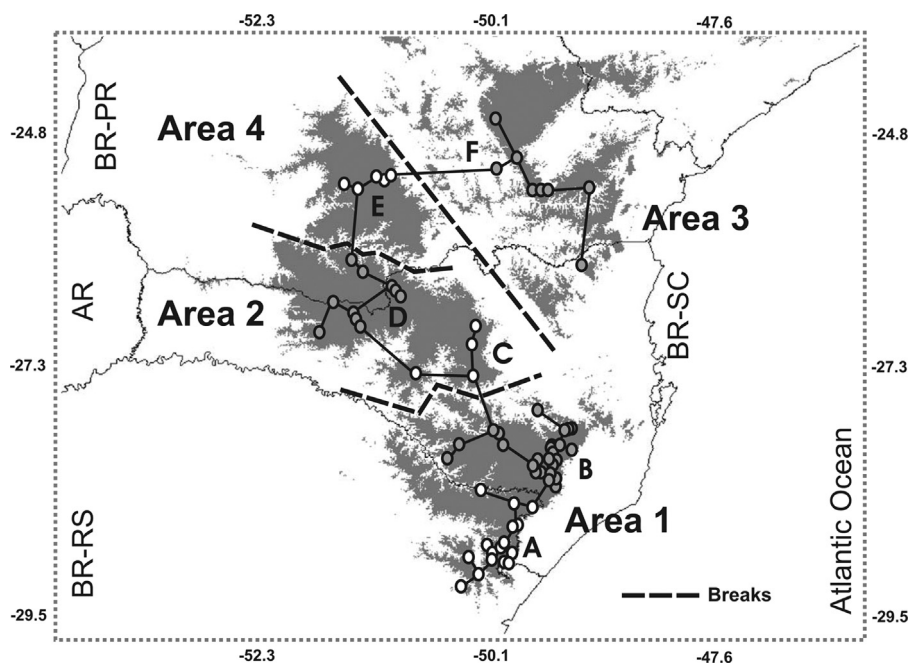 -52.3 -50.1 -47.6
BR-PR
Area 4
-24.8
-24.8
F
E
Area 3
AR
Area 2
D
BR-SC
C
-27.3
-27.3
B
BR-RS
Area 1
A
Atlantic Ocean
Breaks
-29.5
-29.5
-52.3 -50.1 -47.6